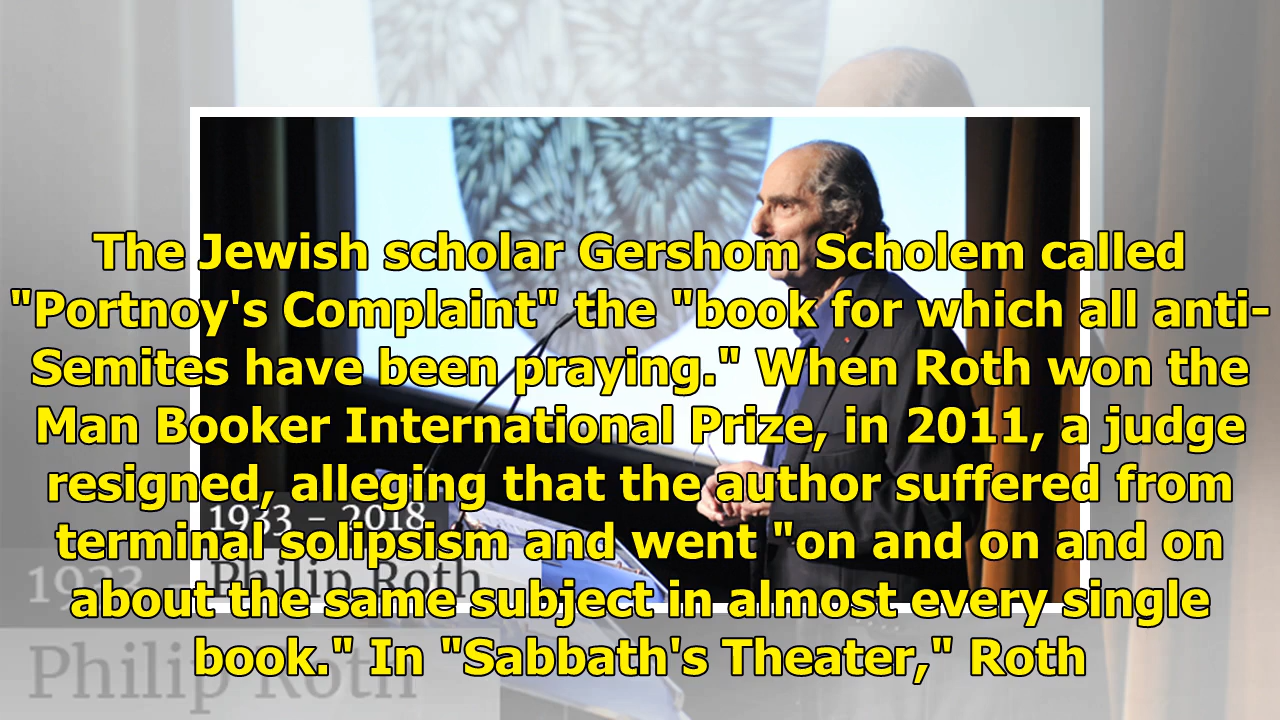 The Jewish scholar Gershom Scholem called
"Portnoy's Complaint" the "book for which all anti-
Semites have been praying." When Roth won the
Man Booker International Prize, in 2011, a judge
resigned, alleging that the author suffered from
terminal solipsism and went "on and on and on
about the same subject in almost every single
book." In "Sabbath's Theater," Roth
1933 – 2018
Philip Roth
1933 –
Philip Roth